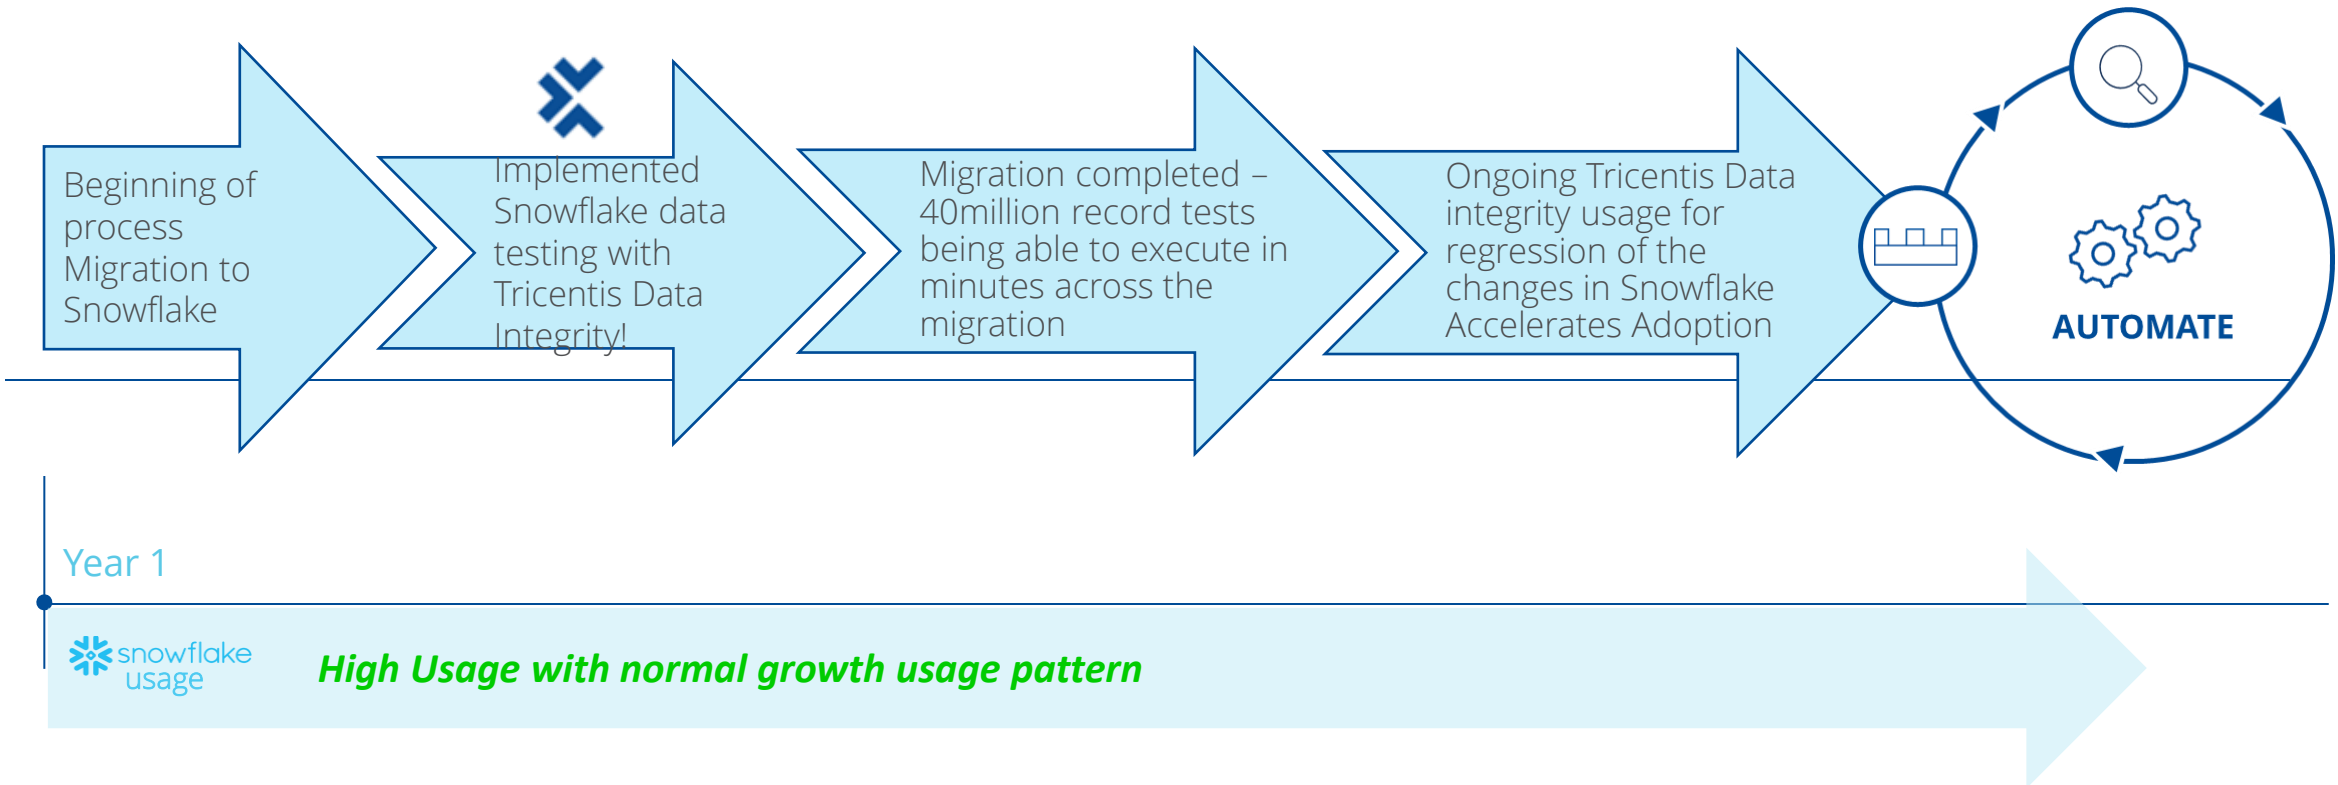 Beginning of
process
Migration to
Snowflake
Implemented
Snowflake data
testing with
Tricentis Data
Integrity!
Migration completed –
40million record tests
being able to execute in
minutes across the
migration
Ongoing Tricentis Data
integrity usage for
regression of the
changes in Snowflake
Accelerates Adoption
AUTOMATE
Year 1
snowflake
usage
High Usage with normal growth usage pattern